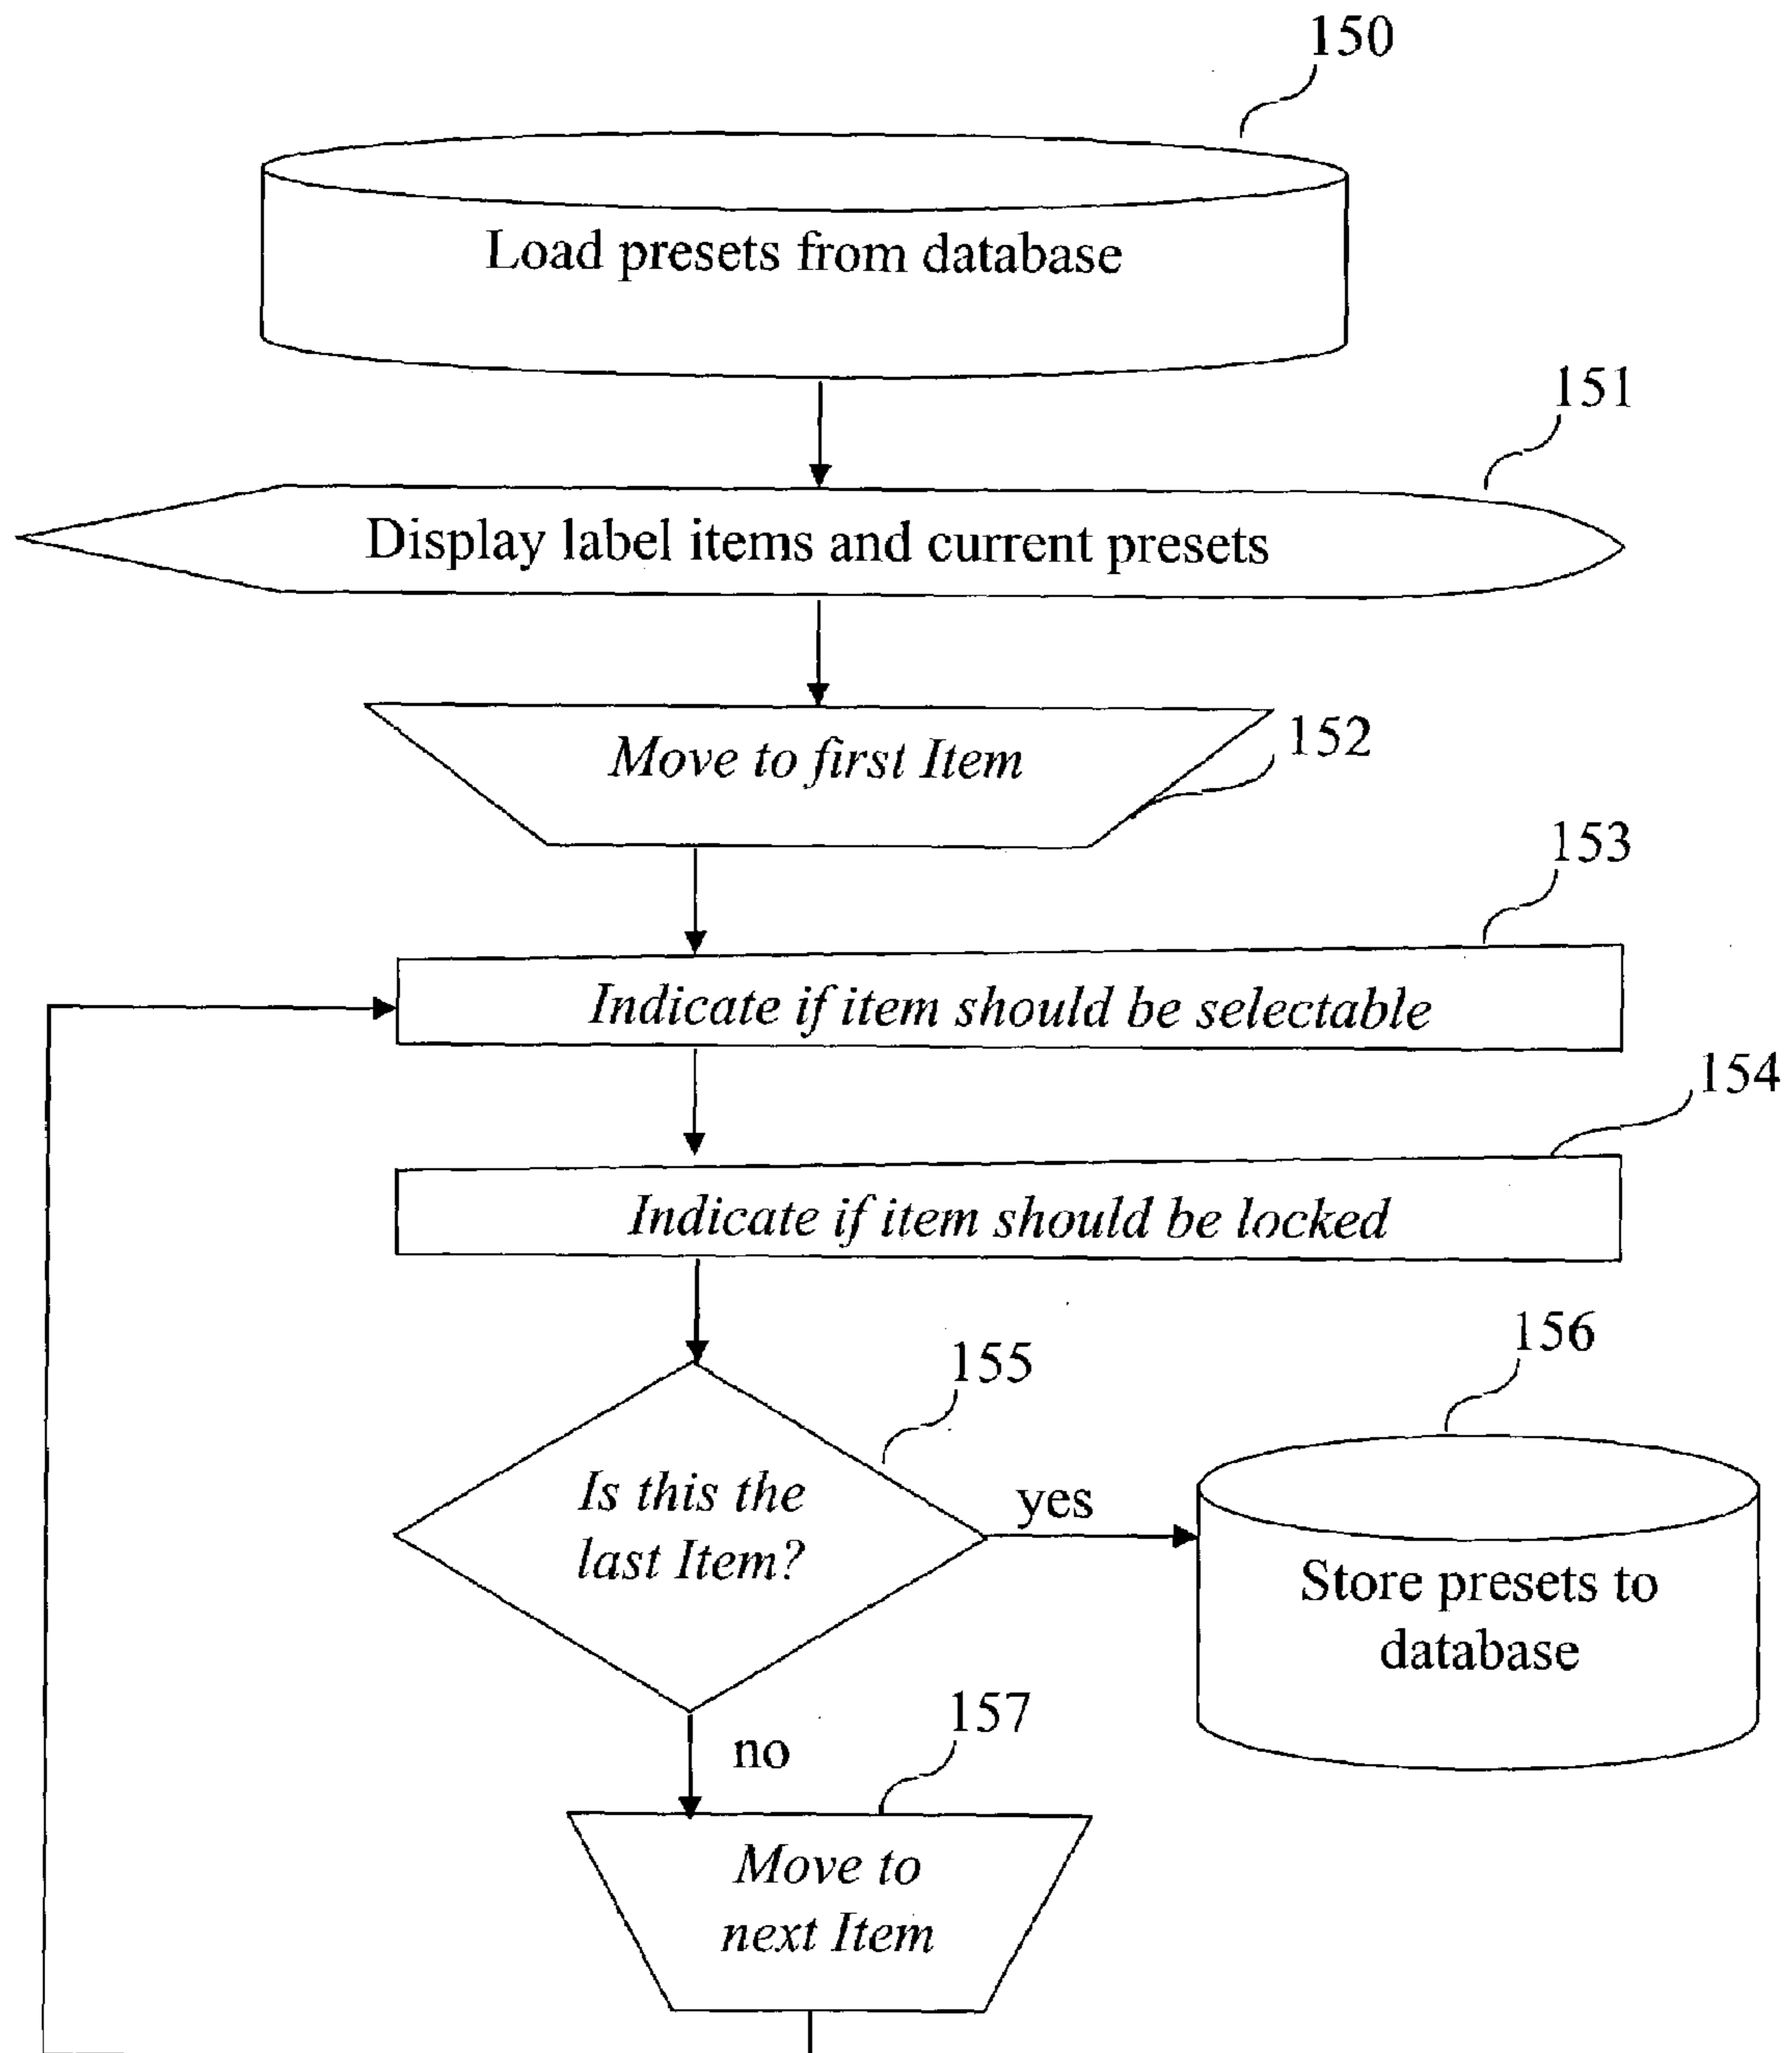 150
Load presets from database
151
Display label items and current presets
Move to first Item
152
153
Indicate if item should be selectable
154
Indicate if item should be locked
155
156
Is this the
last Item?
yes
Store presets to
database
157
no
Move to
next Item